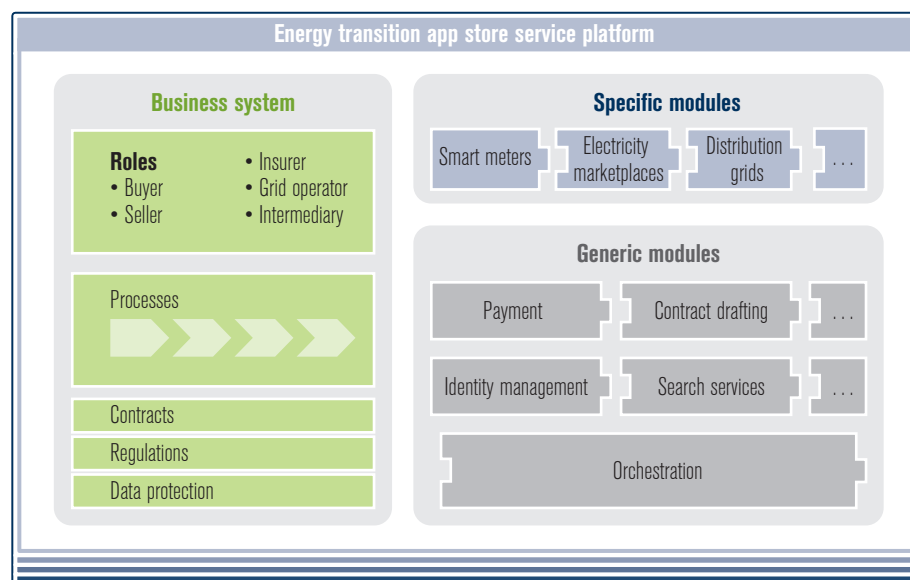 Energy transition app store service platform
Business system
Roles
• Buyer
• Seller
• Insurer
• Grid operator
• Intermediary
Processes
Contracts
Regulations
Data protection
Specific modules
Smart meters
Electricity
marketplaces
Distribution
grids
. . .
Generic modules
Payment
Contract drafting
. . .
Identity management
Search services
. . .
Orchestration